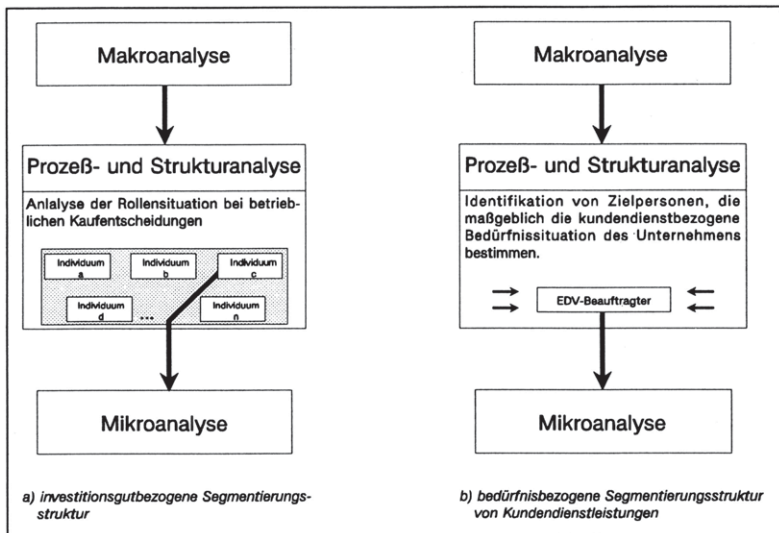 Makroanalyse
Prozeß- und Strukturanalyse
Anlalyse der Rollensituation bei betrieb-
lichen Kaufentscheidungen
Individuum
a
Individuum
b
Individuum
c
Individuum
d
...
Individuum
n
Mikroanalyse
a) investitionsgutbezogene Segmentierungs-
struktur
Makroanalyse
Prozeß- und Strukturanalyse
Identifikation von Zielpersonen, die
maßgeblich die kundendienstbezogene
Bedürfnissituation des Unternehmens
bestimmen.
EDV-Beauftragter
Mikroanalyse
b) bedürfnisbezogene Segmentierungsstruktur
von Kundendienstleistungen